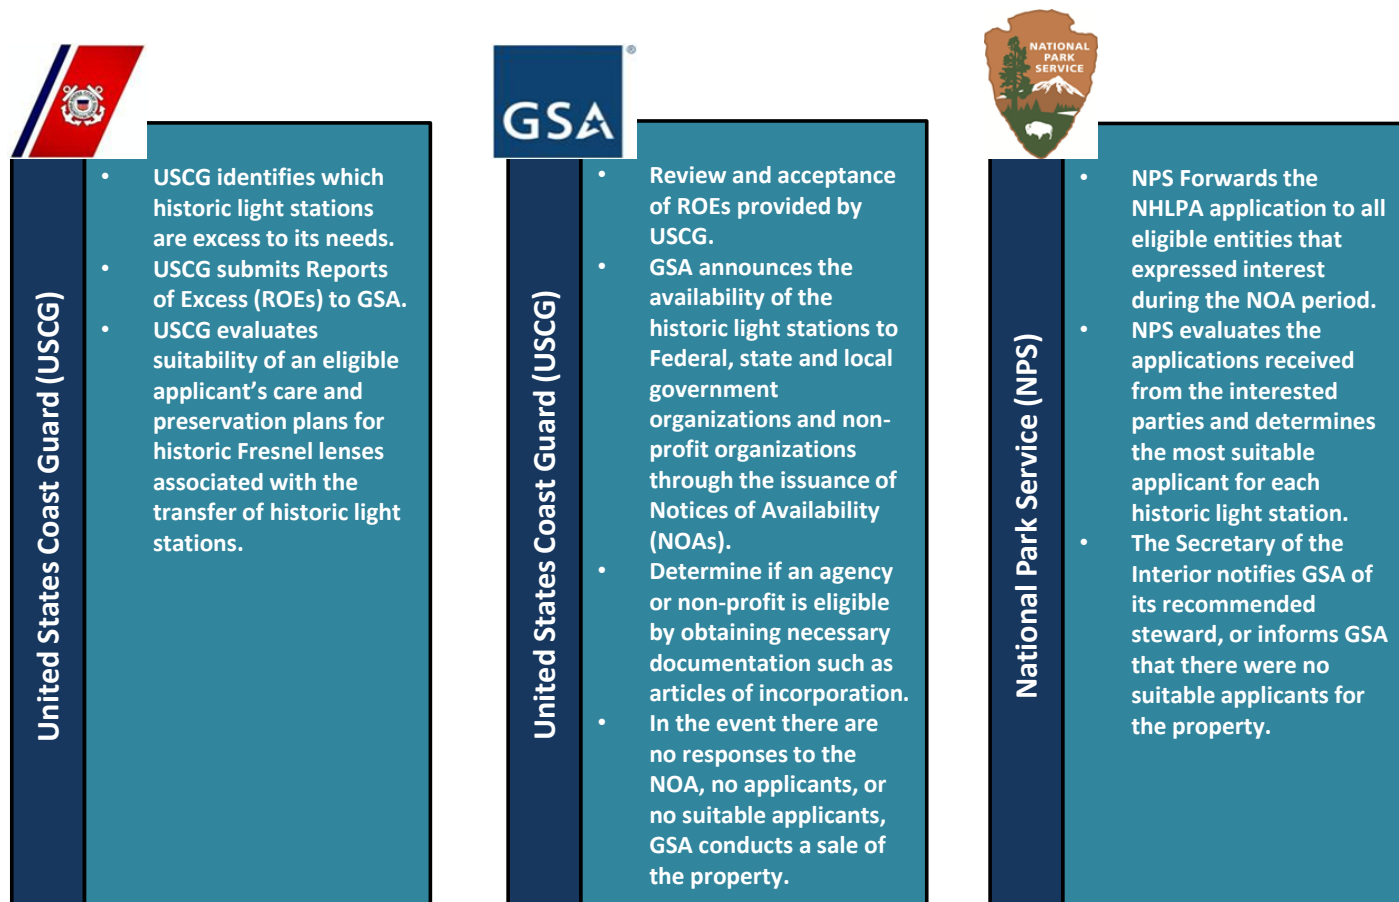 United States Coast Guard (USCG)
• USCG identifies which
historic light stations
are excess to its needs.
• USCG submits Reports
of Excess (ROEs) to GSA.
• USCG evaluates
suitability of an eligible
applicant’s care and
preservation plans for
historic Fresnel lenses
associated with the
transfer of historic light
stations.
GSA
®
United States Coast Guard (USCG)
• Review and acceptance
of ROEs provided by
USCG.
• GSA announces the
availability of the
historic light stations to
Federal, state and local
government
organizations and non-
profit organizations
through the issuance of
Notices of Availability
(NOAs).
• Determine if an agency
or non-profit is eligible
by obtaining necessary
documentation such as
articles of incorporation.
• In the event there are
no responses to the
NOA, no applicants, or
no suitable applicants,
GSA conducts a sale of
the property.
NATIONAL
PARK
SERVICE
National Park Service (NPS)
• NPS Forwards the
NHLPA application to all
eligible entities that
expressed interest
during the NOA period.
• NPS evaluates the
applications received
from the interested
parties and determines
the most suitable
applicant for each
historic light station.
• The Secretary of the
Interior notifies GSA of
its recommended
steward, or informs GSA
that there were no
suitable applicants for
the property.